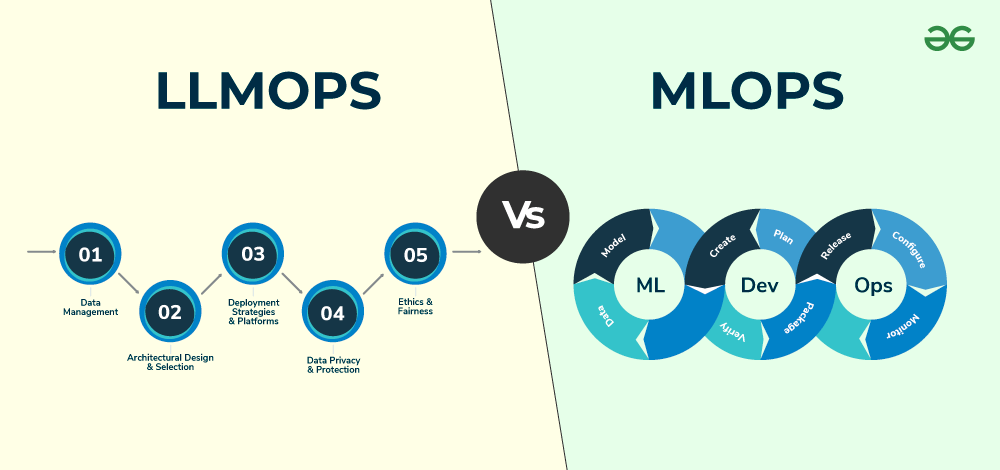 LLMOPS
01
Data
Management
02
Architectural Design
& Selection
03
Deployment
Strategies
& Platforms
04
Data Privacy
& Protection
05
Ethics &
Fairness
Vs
MLOPS
Model
Data
ML
Create
Plan
Verify
Package
Dev
Release
Configure
Monitor
Ops